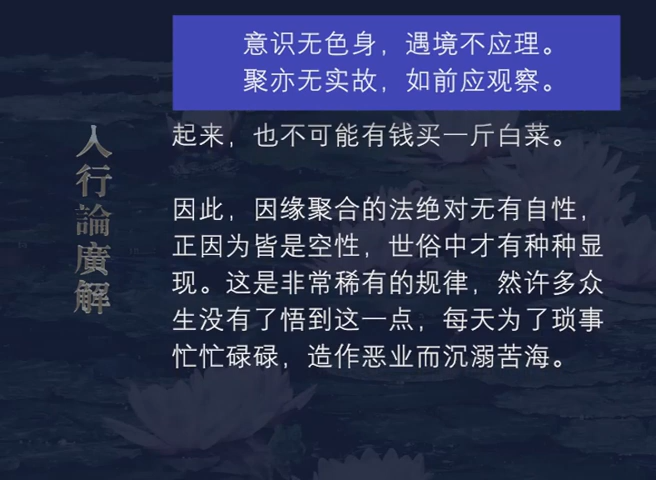 意识无色身，遇境不应理。
聚亦无实故，如前应观察。
起来，也不可能有钱买一斤白菜。
因此，因缘聚合的法绝对无有自性，
正因为皆是空性，世俗中才有种种显
现。这是非常稀有的规律，然许多众
生没有了悟到这一点，每天为了琐事
忙忙碌碌，造作恶业而沉溺苦海。
入行論廣解